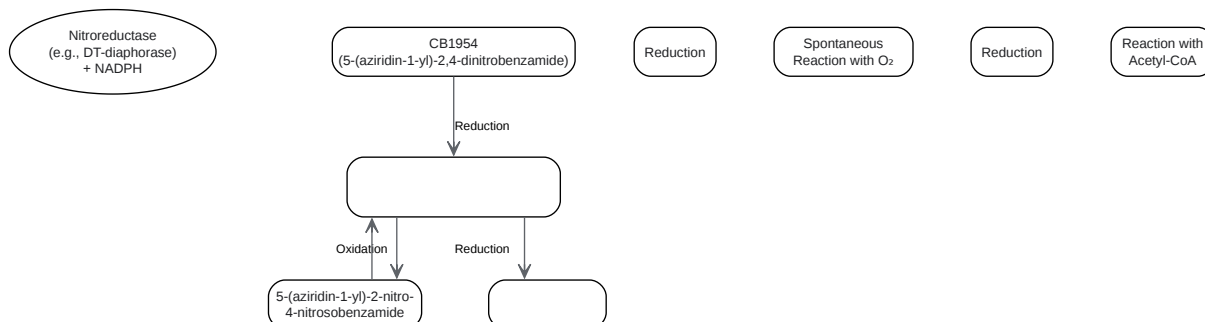 Nitroreductase
(e.g., DT-diaphorase)
+ NADPH
CB1954
(5-(aziridin-1-yl)-2,4-dinitrobenzamide)
Reduction
Spontaneous
Reaction with O₂
Reduction
Reaction with
Acetyl-CoA
Reduction
Oxidation
Reduction
5-(aziridin-1-yl)-2-nitro-
4-nitrosobenzamide